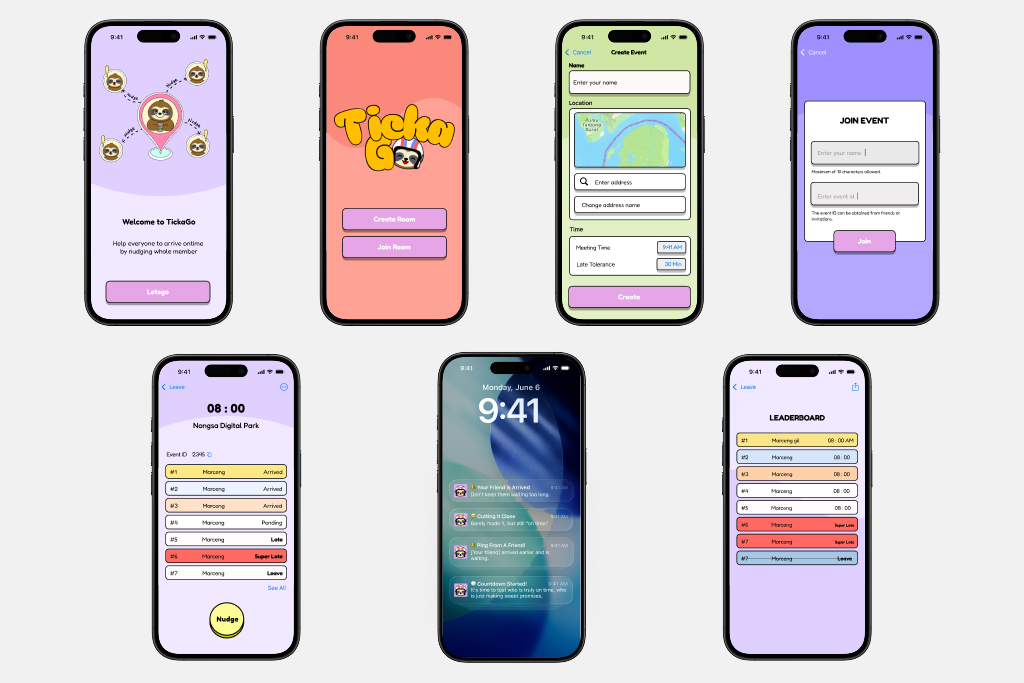 9:41
Nudge
Nudge
Nudge
Nudge
Welcome to TickaGo
Help everyone to arrive ontime
by nudging whole member
Letsgo
9:41
Ticka
Go
Create Room
Join Room
9:41
Cancel
Create Event
Name
Enter your name
Location
Pulau
Tanjung
Buret
Enter address
Change address name
Time
Meeting Time
9:41 AM
Late Tolerance
30 Min
Create
9:41
Cancel
JOIN EVENT
Enter your name
Maximum of 10 characters allowed.
Enter event id
The event ID can be obtained from friends or
invitations.
Join
9:41
Leave
08 : 00
Nongsa Digital Park
Event ID 2345
#1 Marceng Arrived
#2 Marceng Arrived
#3 Marceng Arrived
#4 Marceng Pending
#5 Marceng Late
#6 Marceng Super Late
#7 Marceng Leave
See All
Nudge
9:41
Monday, June 6
9:41
Your Friend is Arrived 9:41 AM
Don't keep them waiting too long.
Cutting It Close 9:41 AM
Barely made it, but still "on time"
Ping From A Friend! 9:41 AM
[Your friend] arrived earlier and is
waiting.
Countdown Started! 9:41 AM
It's time to test who is truly on time, who
is just making sweet promises.
9:41
Leave
LEADERBOARD
#1 Marceng gil 08 : 00 AM
#2 Marceng 08 : 00
#3 Marceng 08 : 00
#4 Marceng 08 : 00
#5 Marceng 08 : 00
#6 Marceng Super Late
#7 Marceng Super Late
#7 Marceng Leave